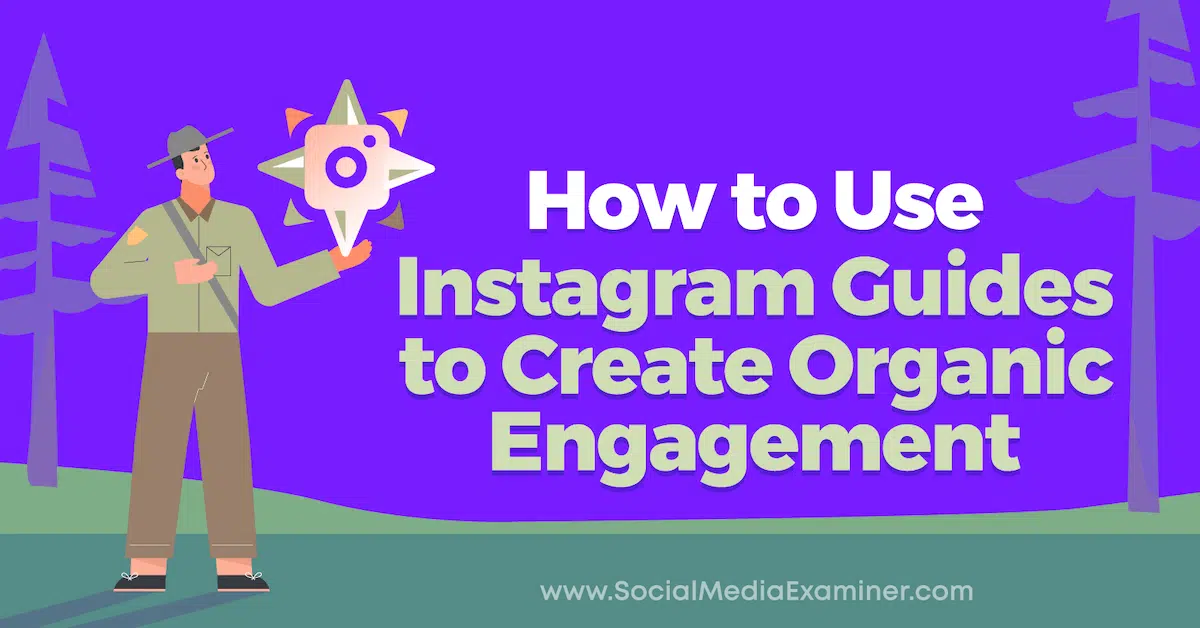 How to Use
Instagram Guides
to Create Organic
Engagement
www.SocialMediaExaminer.com